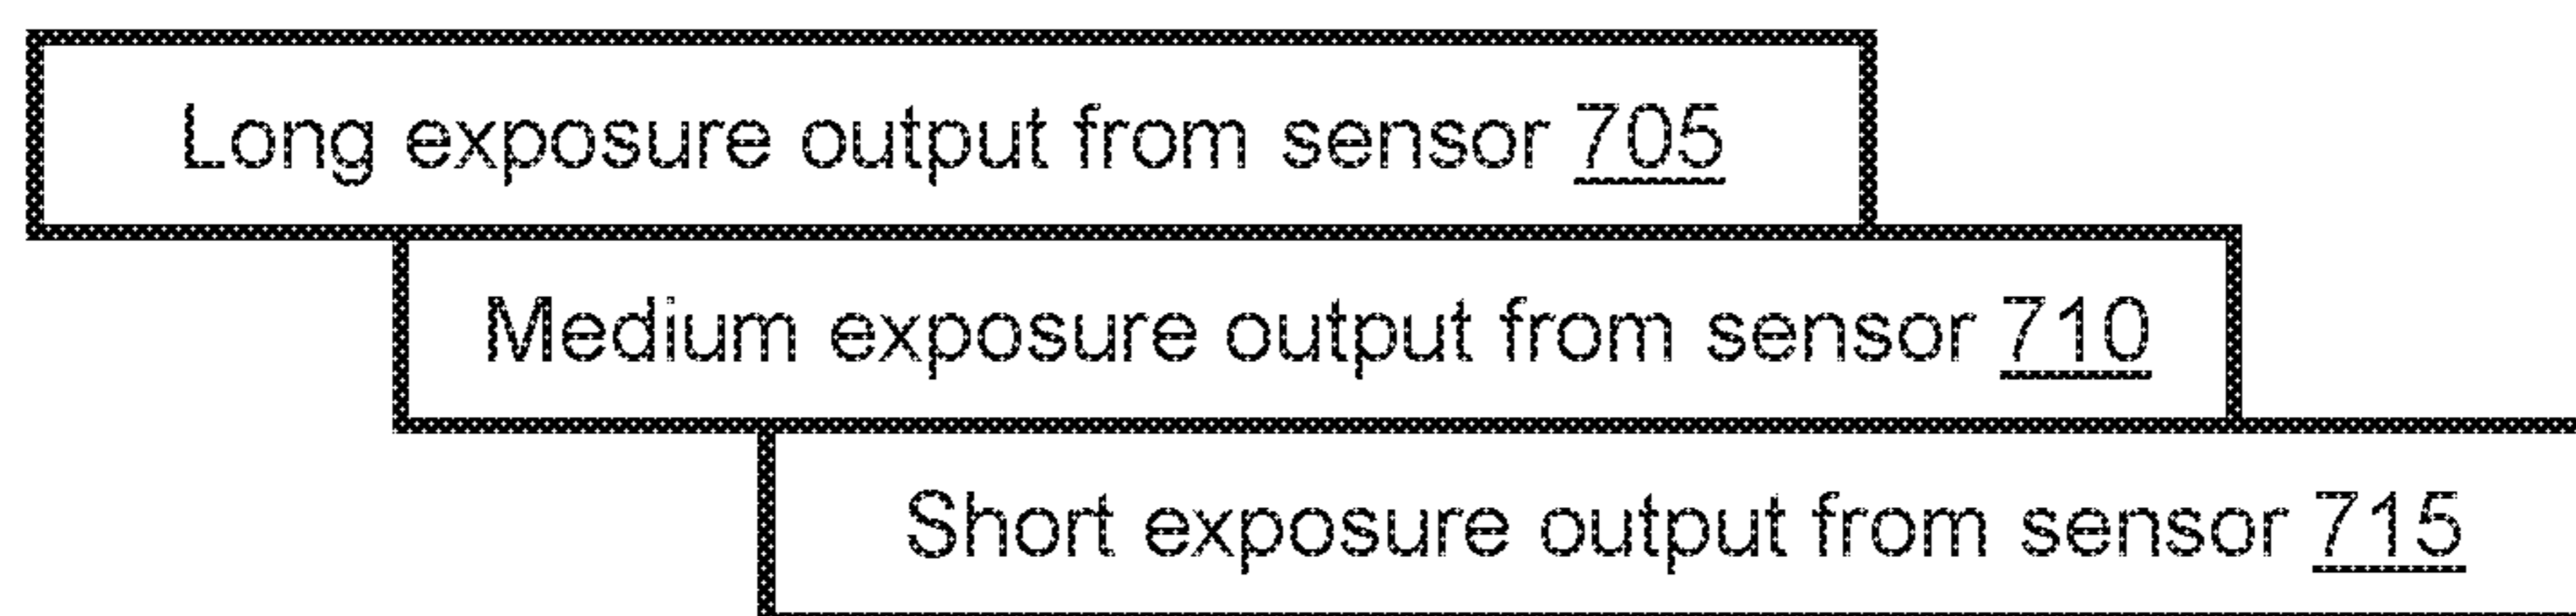 Long exposure output from sensor 705
Medium exposure output from sensor 710
Short exposure output from sensor 715